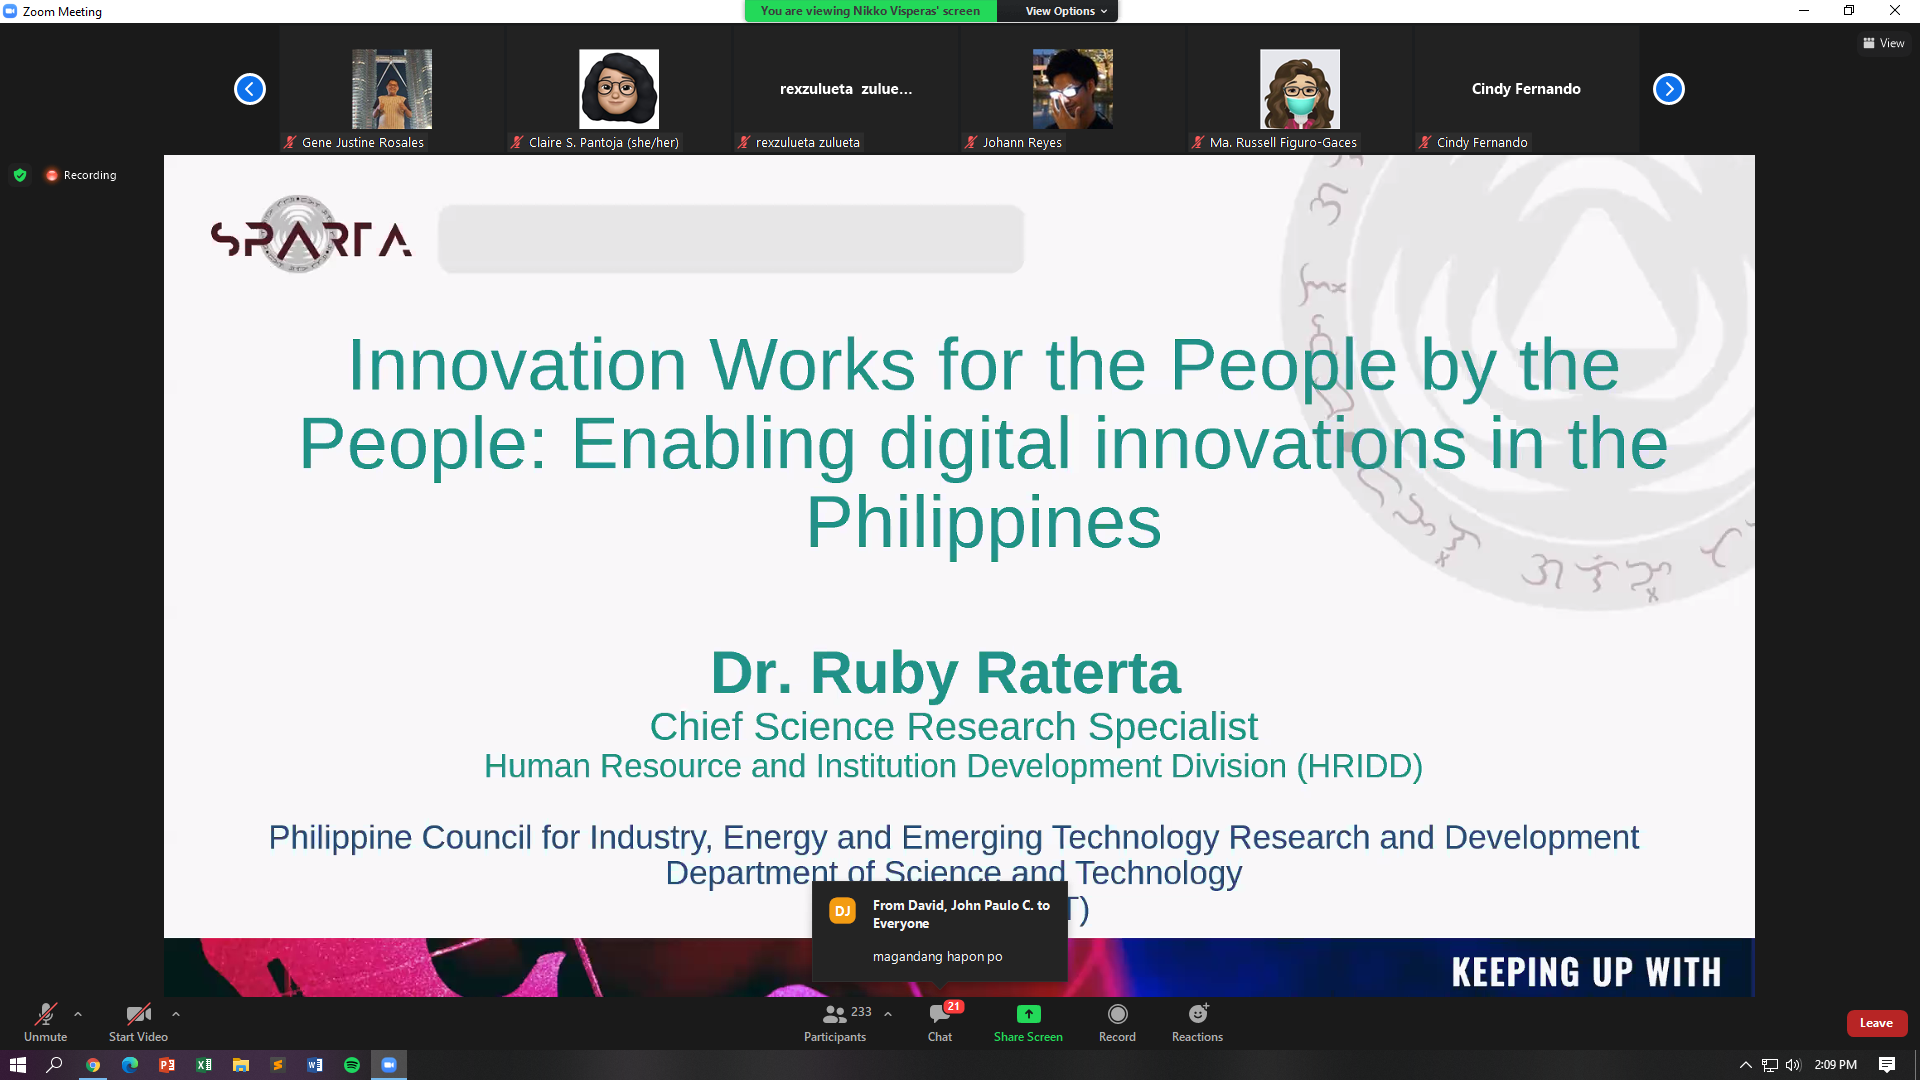 Zoom Meeting
You are viewing Nikko Visperas' screen
View Options
View
rexzulueta zulue...
Cindy Fernando
Gene Justine Rosales
Claire S. Pantoja (she/her)
rexzulueta zulueta
Johann Reyes
Ma. Russell Figuro-Gaces
Cindy Fernando
Recording
SPARTA
Innovation Works for the People by the
People: Enabling digital innovations in the
Philippines
Dr. Ruby Raterta
Chief Science Research Specialist
Human Resource and Institution Development Division (HRIDD)
Philippine Council for Industry, Energy and Emerging Technology Research and Development
Department of Science and Technology
T)
DJ
From David, John Paulo C. to
Everyone
magandang hapon po
KEEPING UP WITH
Unmute
Start Video
233
Participants
21
Chat
Share Screen
Record
Reactions
Leave
2:09 PM